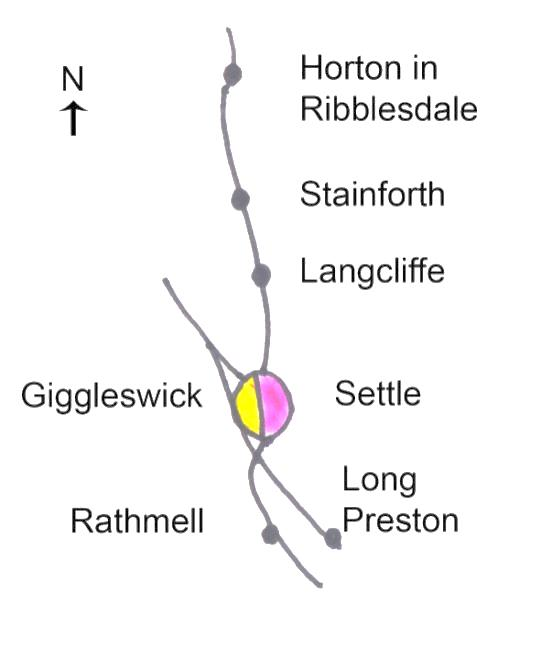 N
Horton in
Ribblesdale
Stainforth
Langcliffe
Giggleswick
Settle
Long
Preston
Rathmell